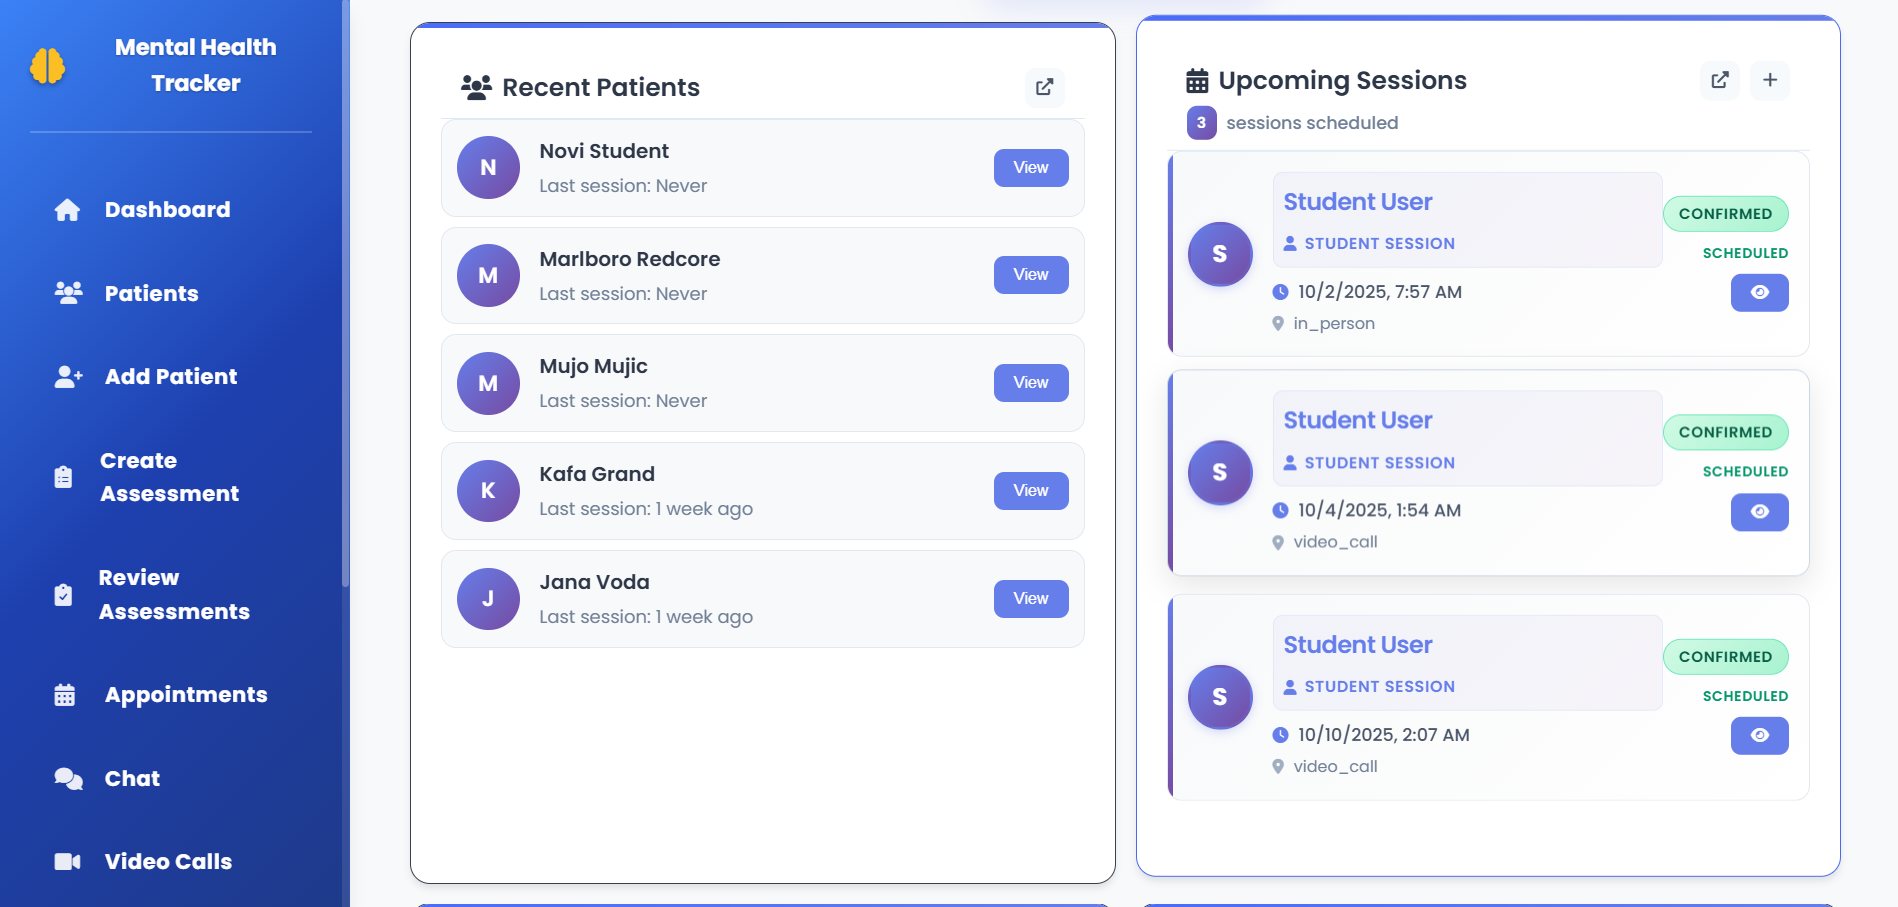 Mental Health
Tracker
Dashboard
Patients
Add Patient
Create
Assessment
Review
Assessments
Appointments
Chat
Video Calls
Recent Patients
N
Novi Student
Last session: Never
View
M
Marlboro Redcore
Last session: Never
View
M
Mujo Mujic
Last session: Never
View
K
Kafa Grand
Last session: 1 week ago
View
J
Jana Voda
Last session: 1 week ago
View
Upcoming Sessions
3 sessions scheduled
S
Student User
STUDENT SESSION
10/2/2025, 7:57 AM
in_person
CONFIRMED
SCHEDULED
S
Student User
STUDENT SESSION
10/4/2025, 1:54 AM
video_call
CONFIRMED
SCHEDULED
S
Student User
STUDENT SESSION
10/10/2025, 2:07 AM
video_call
CONFIRMED
SCHEDULED